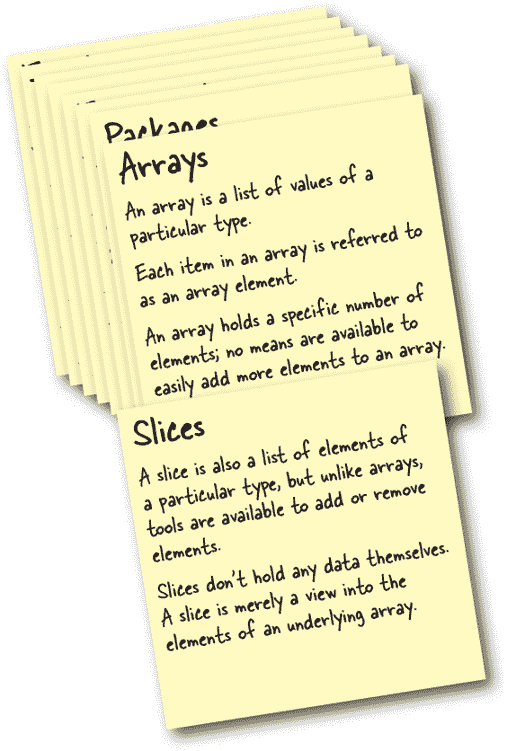 Packages
Arrays
An array is a list of values of a
particular type.
Each item in an array is referred to
as an array element.
An array holds a specific number of
elements; no means are available to
easily add more elements to an array.
Slices
A slice is also a list of elements of
a particular type, but unlike arrays,
tools are available to add or remove
elements.
Slices don't hold any data themselves.
A slice is merely a view into the
elements of an underlying array.